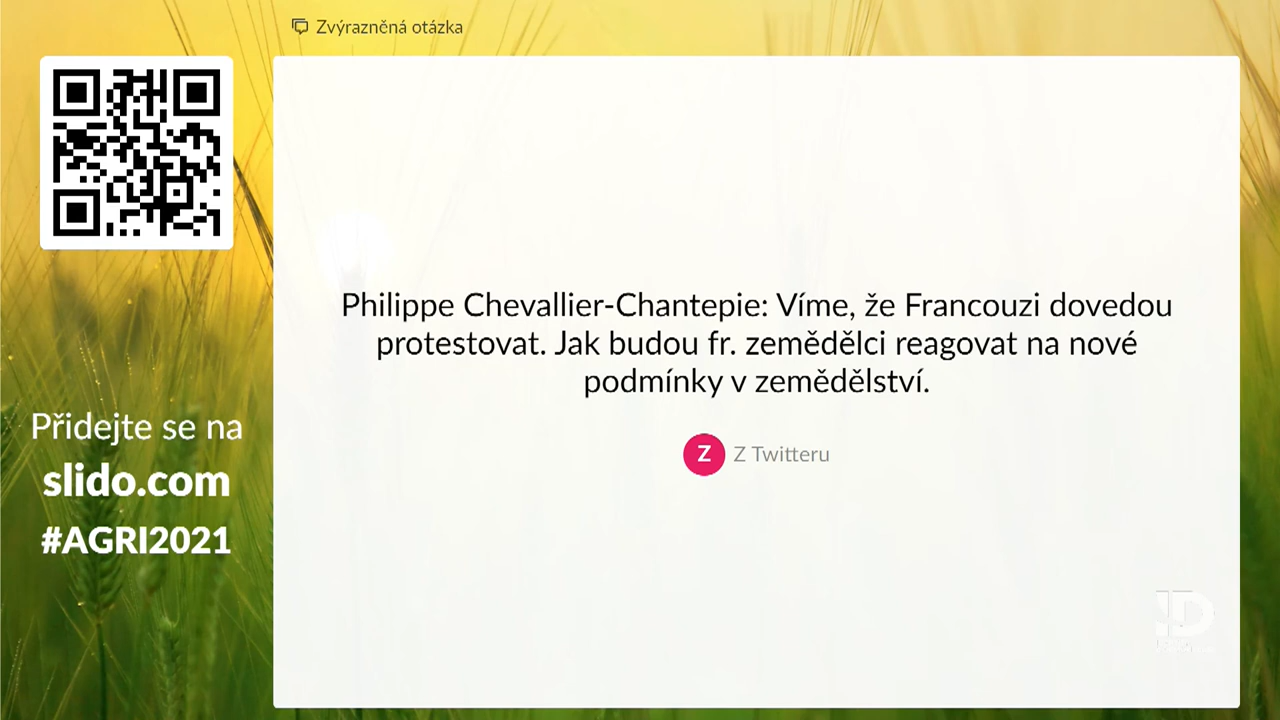 Zvýrazněná otázka
Philippe Chevallier-Chantepie: Víme, že Francouzi dovedou
protestovat. Jak budou fr. zemědělci reagovat na nové
podmínky v zemědělství.
Z
Z Twitteru
Přidejte se na
slido.com
#AGRI2021
ID